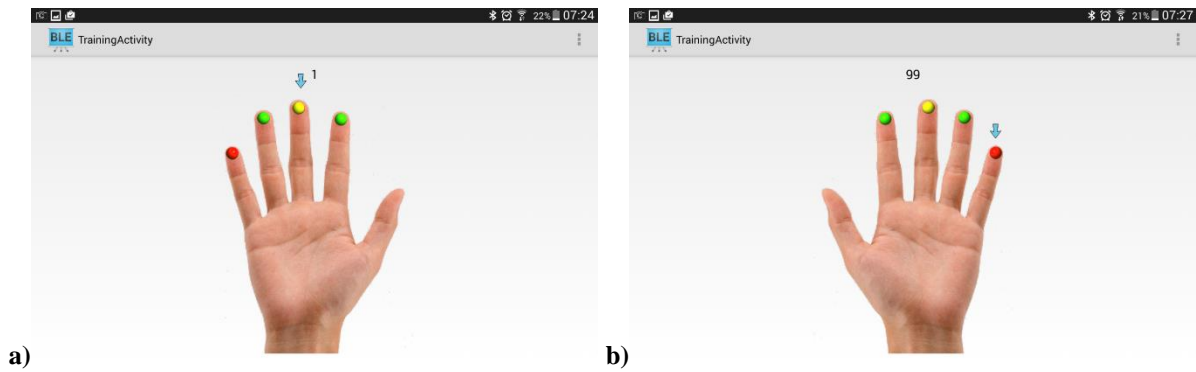 22% 07:24
BLE TrainingActivity
1
a)
21% 07:27
BLE TrainingActivity
99
b)